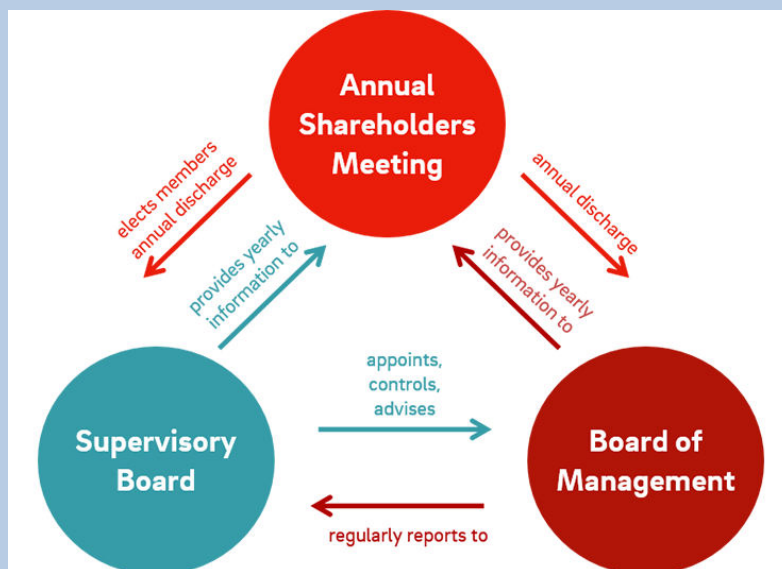 Annual
Shareholders
Meeting
elects members
annual discharge
provides yearly
information to
annual discharge
provides yearly
information to
appoints,
controls,
advises
Supervisory
Board
Board of
Management
regularly reports to